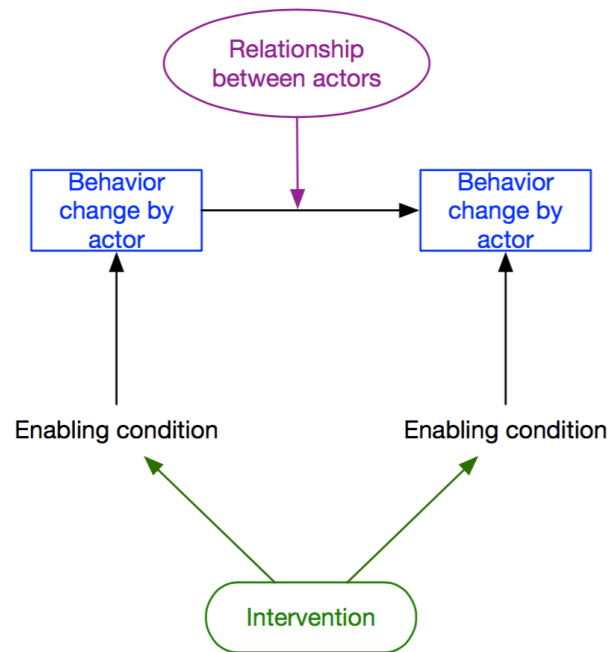 Relationship
between actors
Behavior
change by
actor
Behavior
change by
actor
Enabling condition
Enabling condition
Intervention